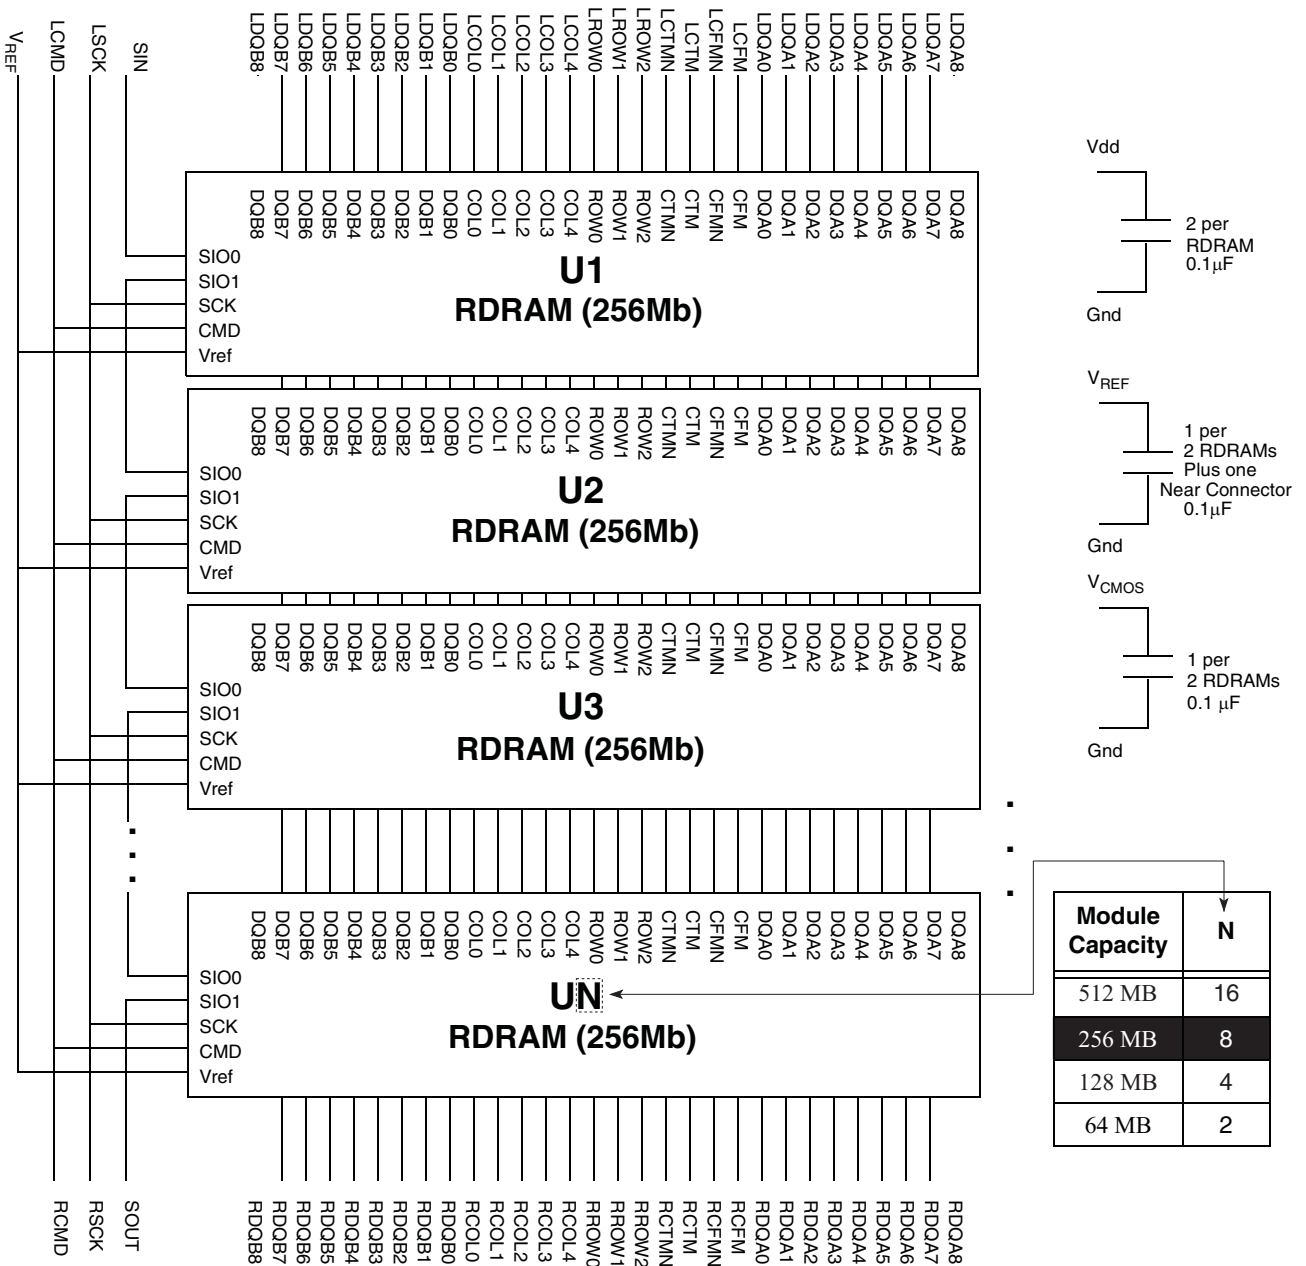 VREF LCMD LSCK SIN LDQB8 LDQB7 LDQB6 LDQB5 LDQB4 LDQB3 LDQB2 LDQB1 LDQB0 LCOL0 LCOL1 LCOL2 LCOL3 LCOL4 LROW0 LROW1 LROW2 LCTMN LCTM LCFMN LCFM LDQA0 LDQA1 LDQA2 LDQA3 LDQA4 LDQA5 LDQA6 LDQA7 LDQA8
DQB8 DQB7 DQB6 DQB5 DQB4 DQB3 DQB2 DQB1 DQB0 COL0 COL1 COL2 COL3 COL4 ROW0 ROW1 ROW2 CTMN CTM CFMN CFM DQA0 DQA1 DQA2 DQA3 DQA4 DQA5 DQA6 DQA7 DQA8
SIO0
SIO1
SCK
CMD
Vref
U1
RDRAM (256Mb)
DQB8 DQB7 DQB6 DQB5 DQB4 DQB3 DQB2 DQB1 DQB0 COL0 COL1 COL2 COL3 COL4 ROW0 ROW1 ROW2 CTMN CTM CFMN CFM DQA0 DQA1 DQA2 DQA3 DQA4 DQA5 DQA6 DQA7 DQA8
SIO0
SIO1
SCK
CMD
Vref
U2
RDRAM (256Mb)
DQB8 DQB7 DQB6 DQB5 DQB4 DQB3 DQB2 DQB1 DQB0 COL0 COL1 COL2 COL3 COL4 ROW0 ROW1 ROW2 CTMN CTM CFMN CFM DQA0 DQA1 DQA2 DQA3 DQA4 DQA5 DQA6 DQA7 DQA8
SIO0
SIO1
SCK
CMD
Vref
U3
RDRAM (256Mb)
DQB8 DQB7 DQB6 DQB5 DQB4 DQB3 DQB2 DQB1 DQB0 COL0 COL1 COL2 COL3 COL4 ROW0 ROW1 ROW2 CTMN CTM CFMN CFM DQA0 DQA1 DQA2 DQA3 DQA4 DQA5 DQA6 DQA7 DQA8
SIO0
SIO1
SCK
CMD
Vref
UN
RDRAM (256Mb)
RCMD RSCK SOUT RDQB8 RDQB7 RDQB6 RDQB5 RDQB4 RDQB3 RDQB2 RDQB1 RDQB0 RCOL0 RCOL1 RCOL2 RCOL3 RCOL4 RROW0 RROW1 RROW2 RCTMN RCTM RCFMN RCFM RDQA0 RDQA1 RDQA2 RDQA3 RDQA4 RDQA5 RDQA6 RDQA7 RDQA8
Vdd
2 per
RDRAM
0.1µF
Gnd
VREF
1 per
2 RDRAMs
Plus one
Near Connector
0.1µF
Gnd
VCMOS
1 per
2 RDRAMs
0.1 µF
Gnd
Module
Capacity
N
512 MB 16
256 MB 8
128 MB 4
64 MB 2